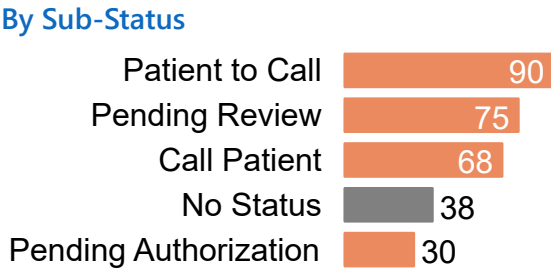 By Sub-Status
Patient to Call 90
Pending Review 75
Call Patient 68
No Status 38
Pending Authorization 30